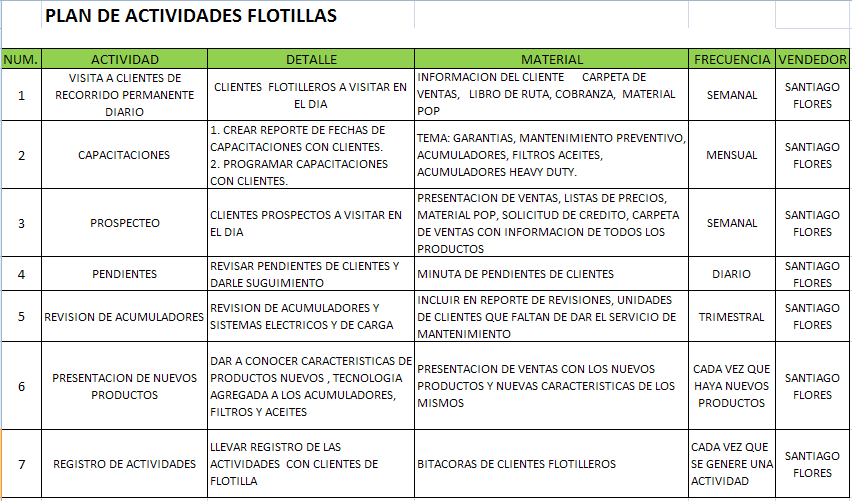 PLAN DE ACTIVIDADES FLOTILLAS
NUM. ACTIVIDAD DETALLE MATERIAL FRECUENCIA VENDEDOR
1
VISITA A CLIENTES DE
RECORRIDO PERMANENTE
DIARIO
CLIENTES FLOTILLEROS A VISITAR EN
EL DIA
INFORMACION DEL CLIENTE CARPETA DE
VENTAS, LIBRO DE RUTA, COBRANZA, MATERIAL
POP
SEMANAL
SANTIAGO
FLORES
2
CAPACITACIONES
1. CREAR REPORTE DE FECHAS DE
CAPACITACIONES CON CLIENTES.
2. PROGRAMAR CAPACITACIONES
CON CLIENTES.
TEMA: GARANTIAS, MANTENIMIENTO PREVENTIVO,
ACUMULADORES, FILTROS ACEITES,
ACUMULADORES HEAVY DUTY.
MENSUAL
SANTIAGO
FLORES
3
PROSPECTEO
CLIENTES PROSPECTOS A VISITAR EN
EL DIA
PRESENTACION DE VENTAS, LISTAS DE PRECIOS,
MATERIAL POP, SOLICITUD DE CREDITO, CARPETA
DE VENTAS CON INFORMACION DE TODOS LOS
PRODUCTOS
SEMANAL
SANTIAGO
FLORES
4
PENDIENTES
REVISAR PENDIENTES DE CLIENTES Y
DARLE SUGUIMIENTO
MINUTA DE PENDIENTES DE CLIENTES
DIARIO
SANTIAGO
FLORES
5
REVISION DE ACUMULADORES
REVISION DE ACUMULADORES Y
SISTEMAS ELECTRICOS Y DE CARGA
INCLUIR EN REPORTE DE REVISIONES, UNIDADES
DE CLIENTES QUE FALTAN DE DAR EL SERVICIO DE
MANTENIMIENTO
TRIMESTRAL
SANTIAGO
FLORES
6
PRESENTACION DE NUEVOS
PRODUCTOS
DAR A CONOCER CARACTERISTICAS DE
PRODUCTOS NUEVOS , TECNOLOGIA
AGREGADA A LOS ACUMULADORES,
FILTROS Y ACEITES
PRESENTACION DE VENTAS CON LOS NUEVOS
PRODUCTOS Y NUEVAS CARACTERISTICAS DE LOS
MISMOS
CADA VEZ QUE
HAYA NUEVOS
PRODUCTOS
SANTIAGO
FLORES
7
REGISTRO DE ACTIVIDADES
LLEVAR REGISTRO DE LAS
ACTIVIDADES CON CLIENTES DE
FLOTILLA
BITACORAS DE CLIENTES FLOTILLEROS
CADA VEZ QUE
SE GENERE UNA
ACTIVIDAD
SANTIAGO
FLORES